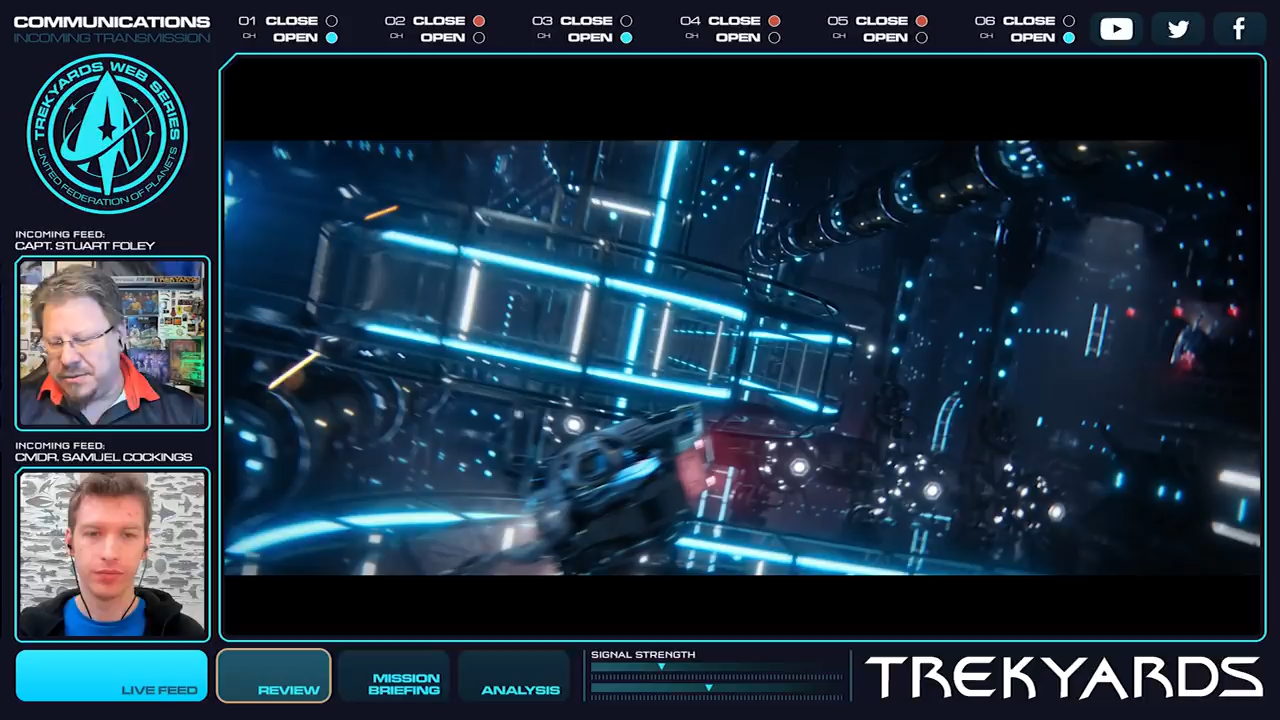 COMMUNICATIONS
INCOMING TRANSMISSION
01 CLOSE
CH OPEN
02 CLOSE
CH OPEN
03 CLOSE
CH OPEN
04 CLOSE
CH OPEN
05 CLOSE
CH OPEN
06 CLOSE
CH OPEN
TREKYARDS WEB SERIES
UNITED FEDERATION OF PLANETS
INCOMING FEED:
CAPT. STUART FOLEY
TREKYARDS
INCOMING FEED:
CMDR. SAMUEL COCKINGS
LIVE FEED
REVIEW
MISSION
BRIEFING
ANALYSIS
SIGNAL STRENGTH
TREKYARDS